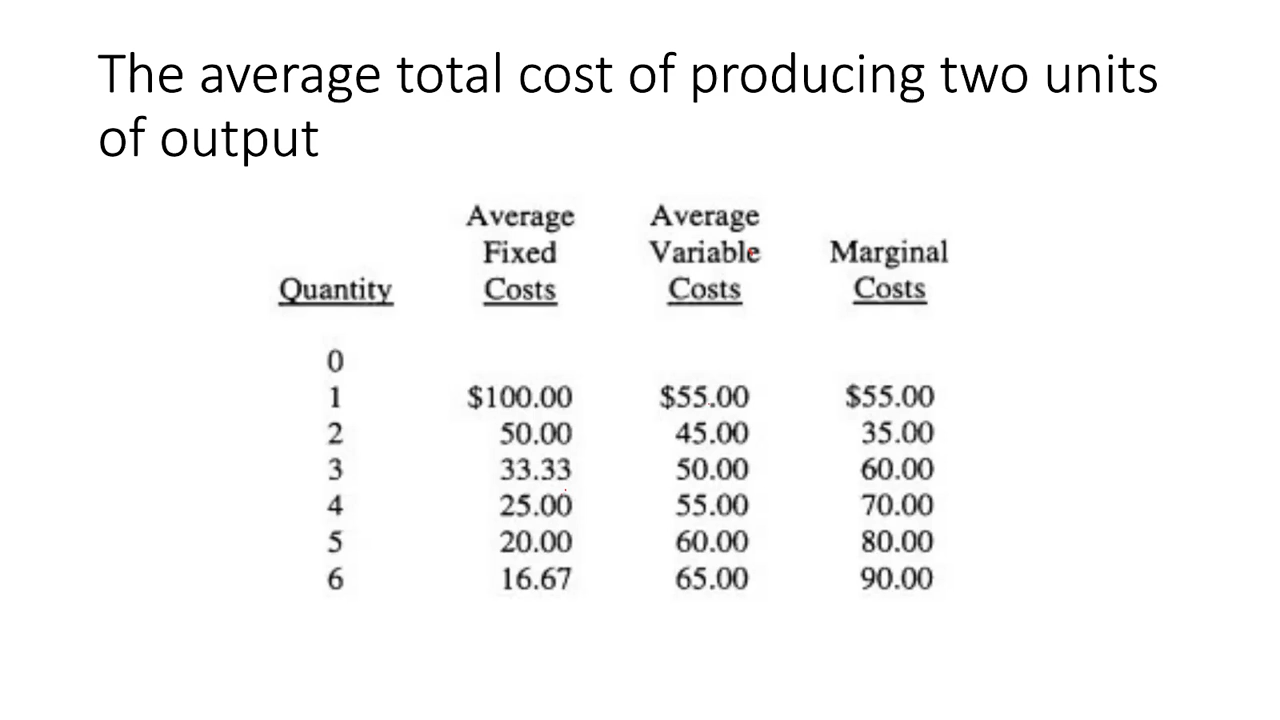 The average total cost of producing two units
of output
Average Average
Fixed Variable Marginal
Quantity Costs Costs Costs
0
1 $100.00 $55.00 $55.00
2 50.00 45.00 35.00
3 33.33 50.00 60.00
4 25.00 55.00 70.00
5 20.00 60.00 80.00
6 16.67 65.00 90.00